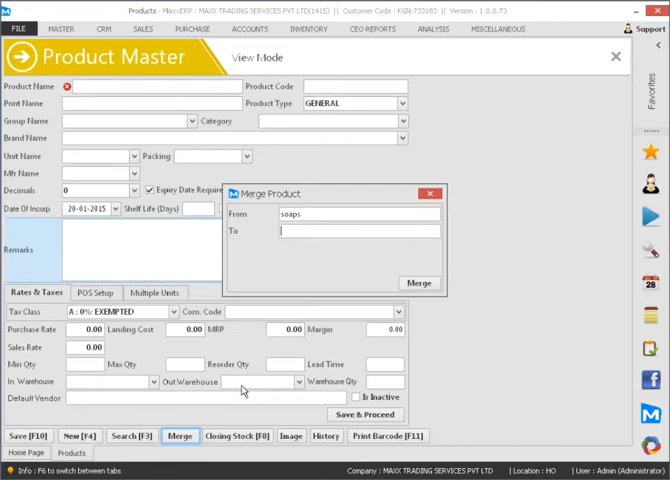 Products - MaxxERP : MAXX TRADING SERVICES PVT LTD(1415) || Customer Code : KGN-733183 || Version : 1.0.0.73
FILE MASTER CRM SALES PURCHASE ACCOUNTS INVENTORY CEO REPORTS ANALYSIS MISCELLANEOUS Support
Product Master View Mode
Favorites
Product Name Product Code
Print Name Product Type GENERAL
Group Name Category
Brand Name
Unit Name Packing
Mfr Name
Decimals 0 Expiry Date Require
Date Of Incorp. 20-01-2015 Shelf Life (Days)
Remarks
Merge Product
From soaps
To
Merge
28
Rates & Taxes POS Setup Multiple Units
Tax Class A : 0%: EXEMPTED Com. Code
Purchase Rate 0.00 Landing Cost 0.00 MRP 0.00 Margin 0.00
Sales Rate 0.00
Min Qty Max Qty Reorder Qty Lead Time
In. Warehouse Out.Warehouse Warehouse Qty
Default Vendor Is Inactive
Save & Proceed
Save [F10] New [F4] Search [F3] Merge Closing Stock [F8] Image History Print Barcode [F11]
Home Page Products
Info : F6 to switch between tabs Company : MAXX TRADING SERVICES PVT LTD | Location : HO | User : Admin (Administrator)